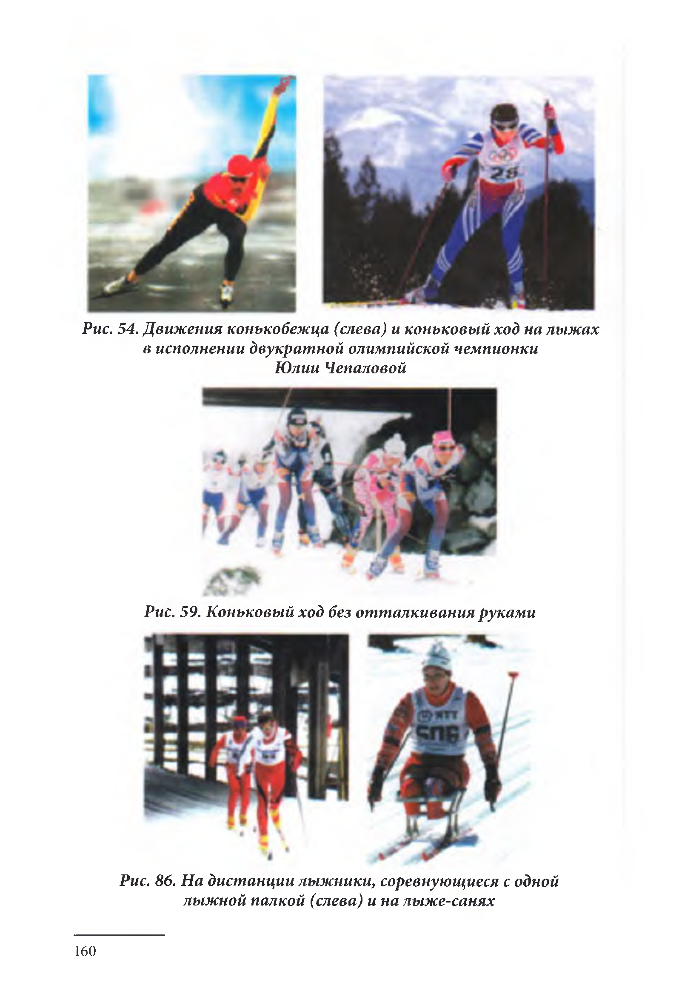 28
Рис. 54. Движения конькобежца (слева) и коньковый ход на лыжах
в исполнении двукратной олимпийской чемпионки
Юлии Чепаловой
Рис. 59. Коньковый ход без отталкивания руками
NTT
506
Рис. 86. На дистанции лыжники, соревнующиеся с одной
лыжной палкой (слева) и на лыже-санях
160